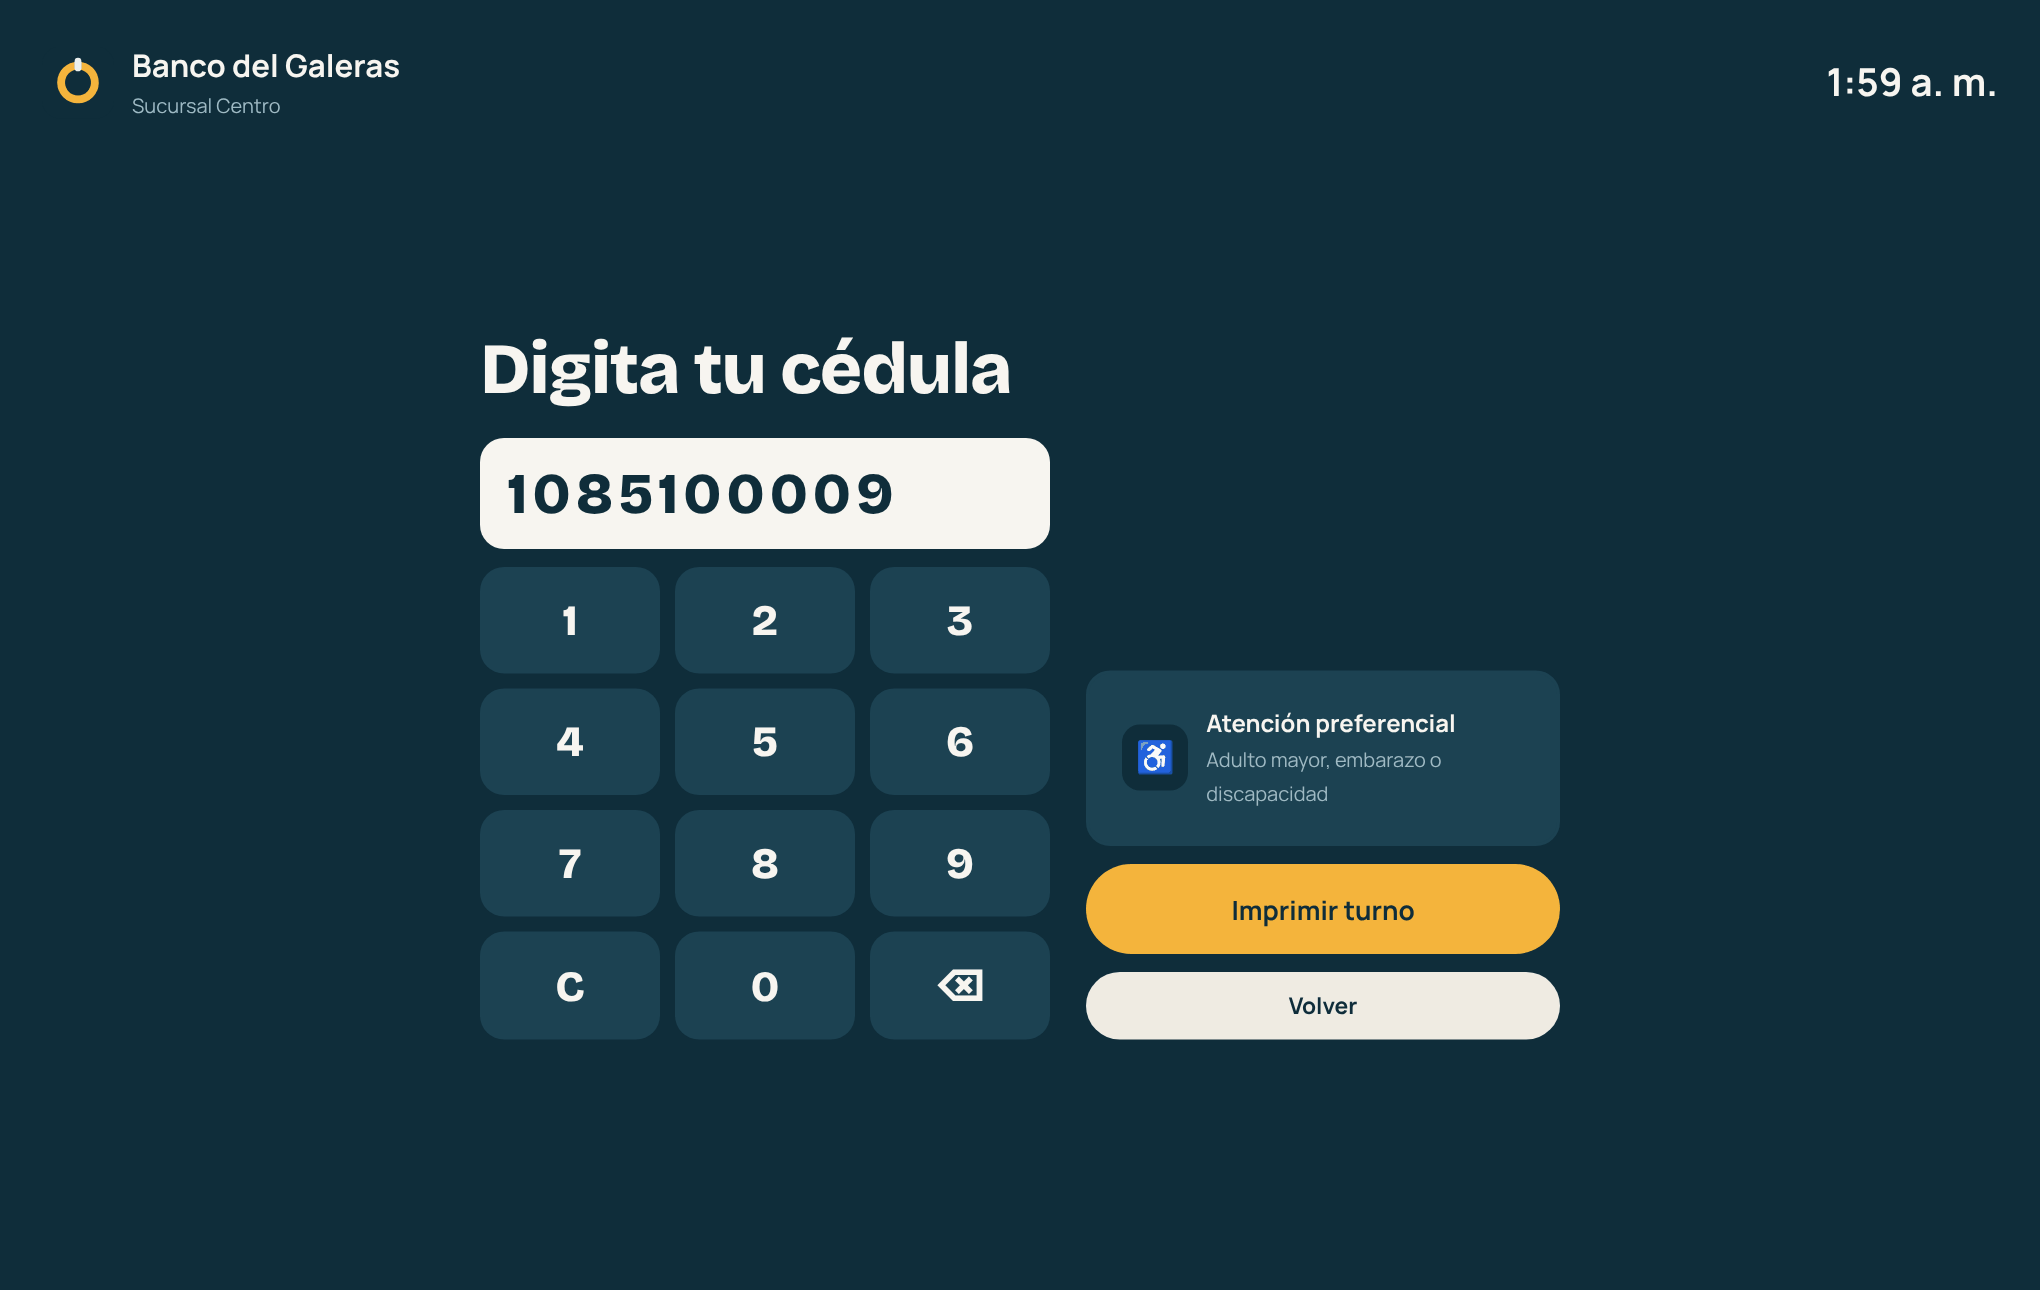 Banco del Galeras
Sucursal Centro
1:59 a. m.
Digita tu cédula
1085100009
1
2
3
4
5
6
7
8
9
C
0
Atención preferencial
Adulto mayor, embarazo o
discapacidad
Imprimir turno
Volver